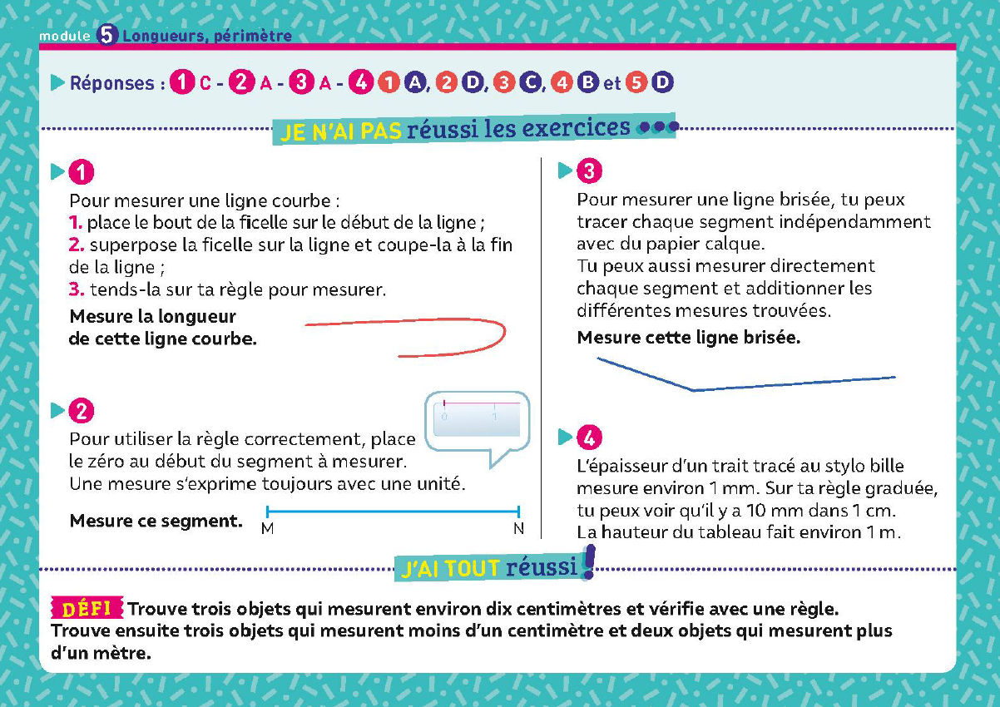 module 5 Longueurs, périmètre
Réponses : 1 C - 2 A - 3 A - 4 1 A, 2 D, 3 C, 4 B et 5 D
JE N'AI PAS réussi les exercices
1
Pour mesurer une ligne courbe :
1. place le bout de la ficelle sur le début de la ligne ;
2. superpose la ficelle sur la ligne et coupe-la à la fin
de la ligne ;
3. tends-la sur ta règle pour mesurer.
Mesure la longueur
de cette ligne courbe.
2
0 1
Pour utiliser la règle correctement, place
le zéro au début du segment à mesurer.
Une mesure s'exprime toujours avec une unité.
Mesure ce segment.
M N
3
Pour mesurer une ligne brisée, tu peux
tracer chaque segment indépendamment
avec du papier calque.
Tu peux aussi mesurer directement
chaque segment et additionner les
différentes mesures trouvées.
Mesure cette ligne brisée.
4
L'épaisseur d'un trait tracé au stylo bille
mesure environ 1 mm. Sur ta règle graduée,
tu peux voir qu'il y a 10 mm dans 1 cm.
La hauteur du tableau fait environ 1 m.
J'AI TOUT réussi !
DÉFI Trouve trois objets qui mesurent environ dix centimètres et vérifie avec une règle.
Trouve ensuite trois objets qui mesurent moins d'un centimètre et deux objets qui mesurent plus
d'un mètre.